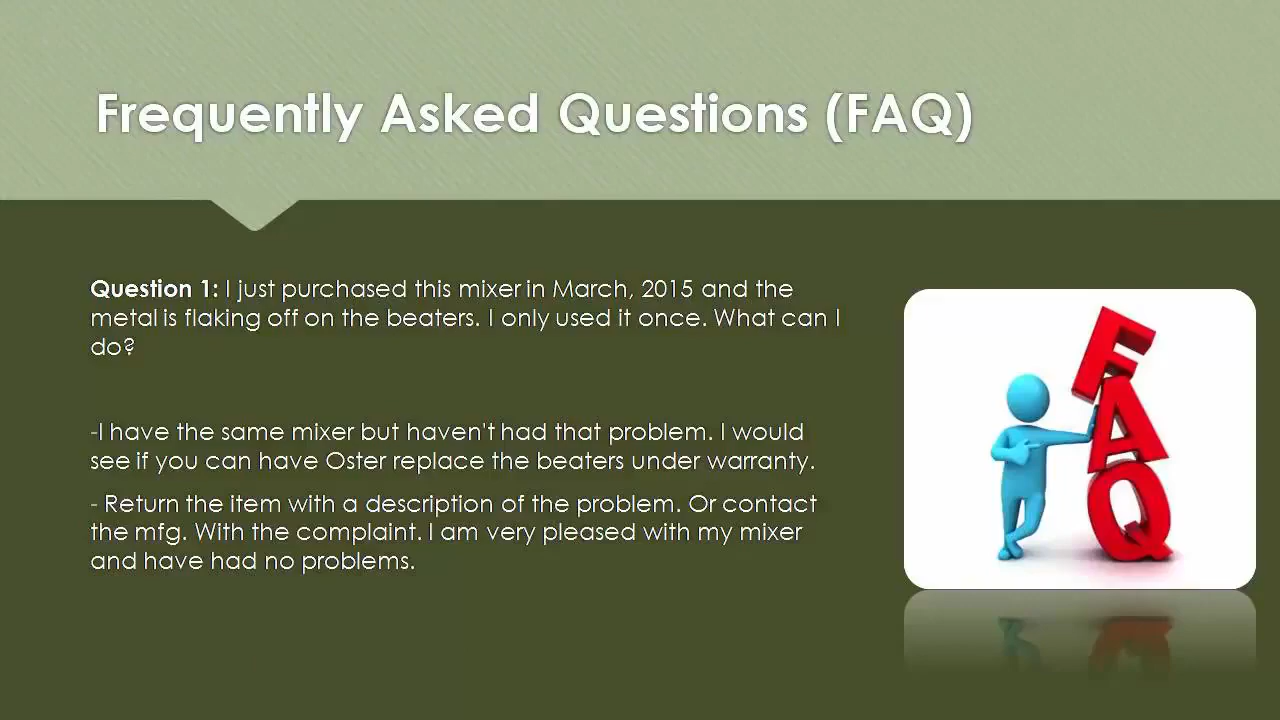 Frequently Asked Questions (FAQ)
Question 1: I just purchased this mixer in March, 2015 and the
metal is flaking off on the beaters. I only used it once. What can I
do?
-I have the same mixer but haven't had that problem. I would
see if you can have Oster replace the beaters under warranty.
- Return the item with a description of the problem. Or contact
the mfg. With the complaint. I am very pleased with my mixer
and have had no problems.
F
A
Q